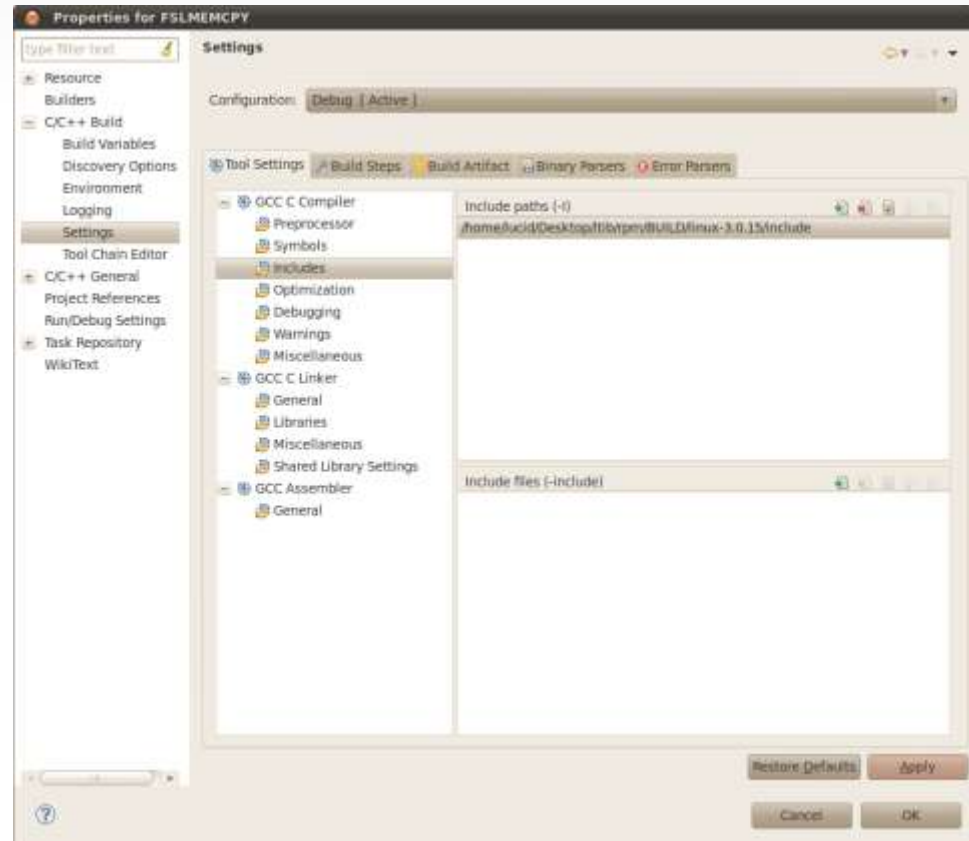 Properties for FSLMEMCPY
type filter text
Resource
Builders
C/C++ Build
Build Variables
Discovery Options
Environment
Logging
Settings
Tool Chain Editor
C/C++ General
Project References
Run/Debug Settings
Task Repository
WikiText
Settings
Configuration: Debug [ Active ]
Tool Settings Build Steps Build Artifact Binary Parsers Error Parsers
GCC C Compiler
Preprocessor
Symbols
Includes
Optimization
Debugging
Warnings
Miscellaneous
GCC C Linker
General
Libraries
Miscellaneous
Shared Library Settings
GCC Assembler
General
Include paths (-I)
/home/lucid/Desktop/ltib/rpm/BUILD/linux-3.0.15/include
Include files (-include)
Restore Defaults Apply
Cancel OK